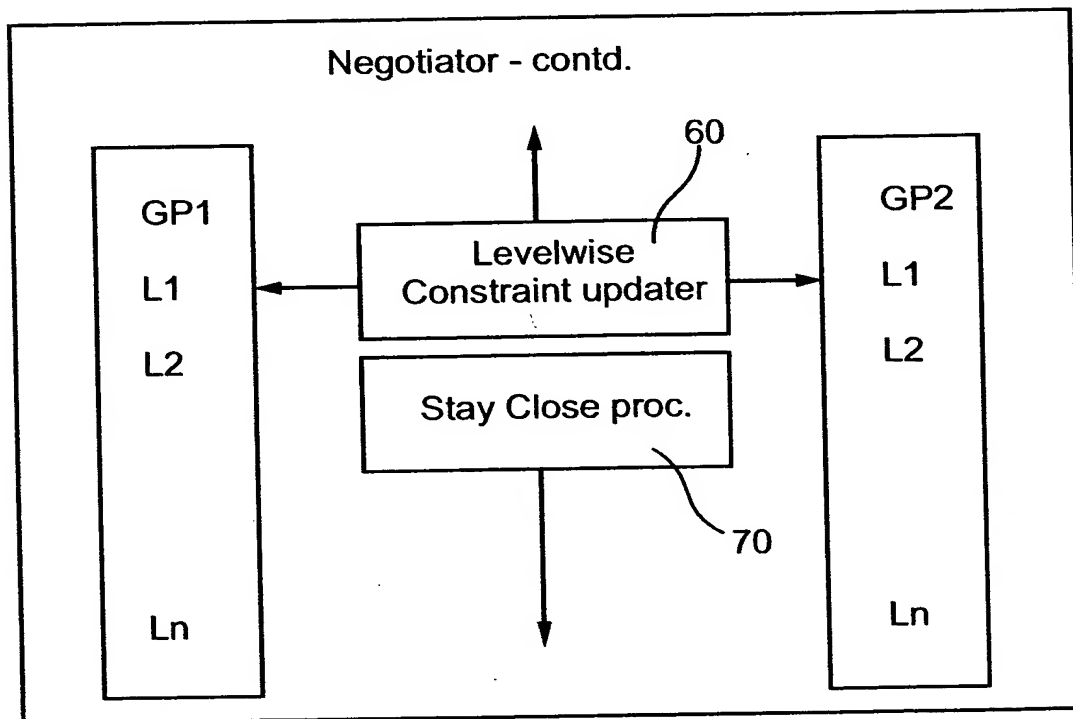 Negotiator - contd.
60
GP1
L1
L2
Ln
Levelwise
Constraint updater
Stay Close proc.
70
GP2
L1
L2
Ln